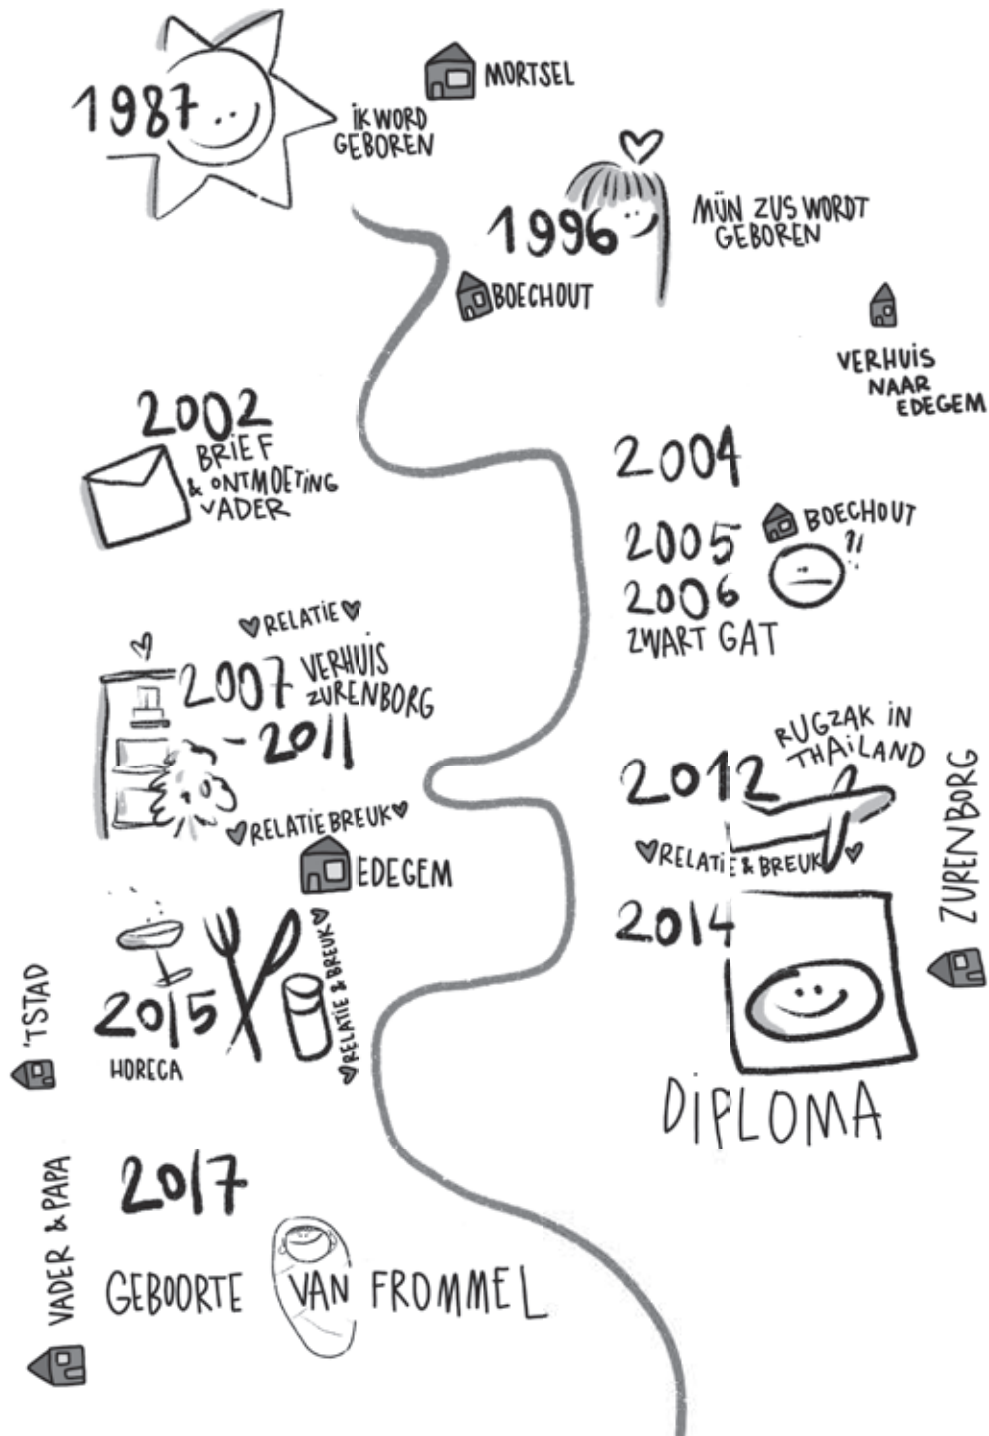 1987
IK WORD
GEBOREN
MORTSEL
1996
MIJN ZUS WORDT
GEBOREN
BOECHOUT
VERHUIS
NAAR
EDEGEM
2002
BRIEF
& ONTMOETING
VADER
2004
2005
BOECHOUT
?!
2006
ZWART GAT
RELATIE
2007 VERHUIS
ZURENBORG
- 2011
RELATIEBREUK
EDEGEM
RUGZAK IN
THAILAND
2012
RELATIE & BREUK
ZURENBORG
2014
DIPLOMA
'TSTAD
2015
HORECA
RELATIE & BREUK
VADER & PAPA
2017
GEBOORTE VAN FROMMEL